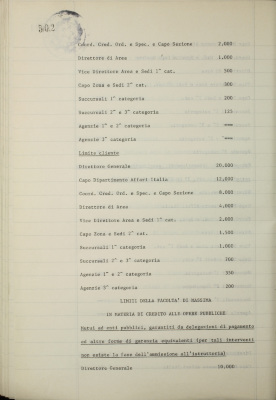 302
Coord. Cred. Ord. e Spec. e Capo Sezione 2.000
Direttore di Area 1.000
Vice Direttore Area e Sedi 1° cat. 500
Capo Zona e Sedi 2° cat. 300
Succursali 1° categoria 200
Succursali 2° e 3° categoria 125
Agenzie 1° e 2° categoria
Agenzie 3° categoria
Limite cliente
Direttore Generale 20.000
Capo Dipartimento Affari Italia 12.000
Coord. Cred. Ord. e Spec. e Capo Sezione 8.000
Direttore di Area 4.000
Vice Direttore Area e Sedi 1° cat. 2.000
Capo Zona e Sedi 2° cat. 1.500
Succursali 1° categoria 1.000
Succursali 2° e 3° categoria 700
Agenzie 1° e 2° categoria 350
Agenzie 3° categoria 200
LIMITI DELLA FACOLTA' DI MASSIMA
IN MATERIA DI CREDITO ALLE OPERE PUBBLICHE
Mutui ad enti pubblici, garantiti da delegazioni di pagamento
od altre forme di garanzia equivalenti (per tali interventi
non esiste la fase dell'ammissione all'istruttoria)
Direttore Generale 10.000